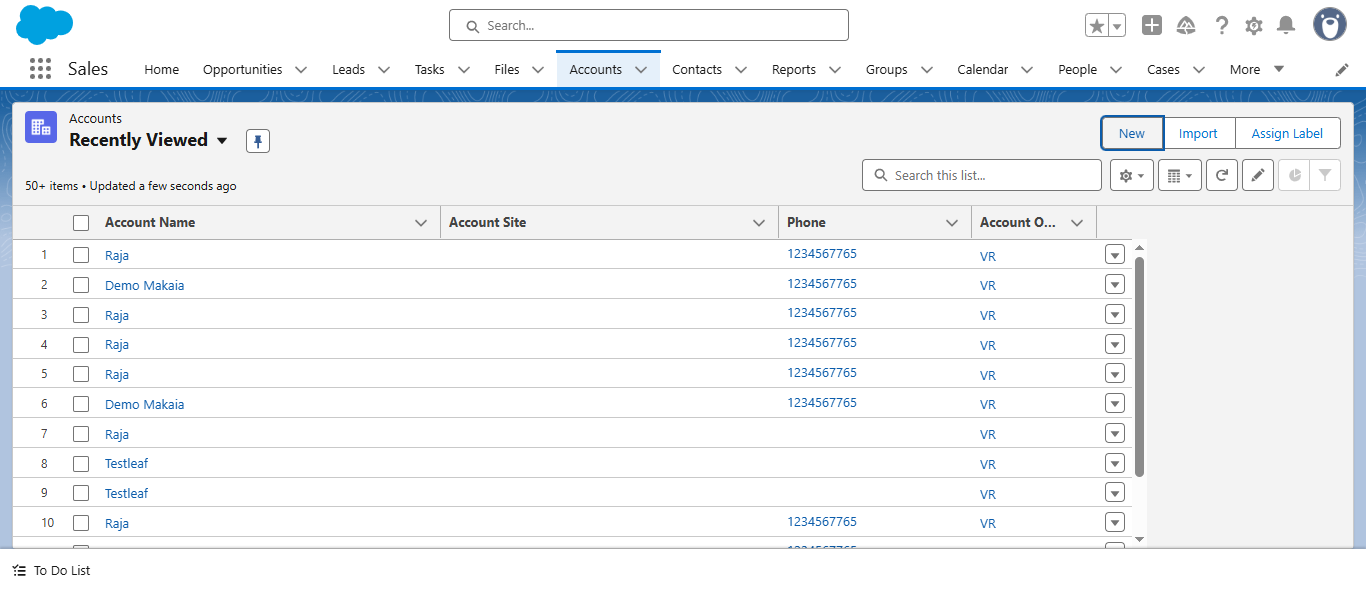 Search...
Sales Home Opportunities Leads Tasks Files Accounts Contacts Reports Groups Calendar People Cases More
Accounts
Recently Viewed
New Import Assign Label
50+ items • Updated a few seconds ago
Search this list...
Account Name Account Site Phone Account O...
1 Raja 1234567765 VR
2 Demo Makaia 1234567765 VR
3 Raja 1234567765 VR
4 Raja 1234567765 VR
5 Raja 1234567765 VR
6 Demo Makaia 1234567765 VR
7 Raja VR
8 Testleaf VR
9 Testleaf VR
10 Raja 1234567765 VR
To Do List